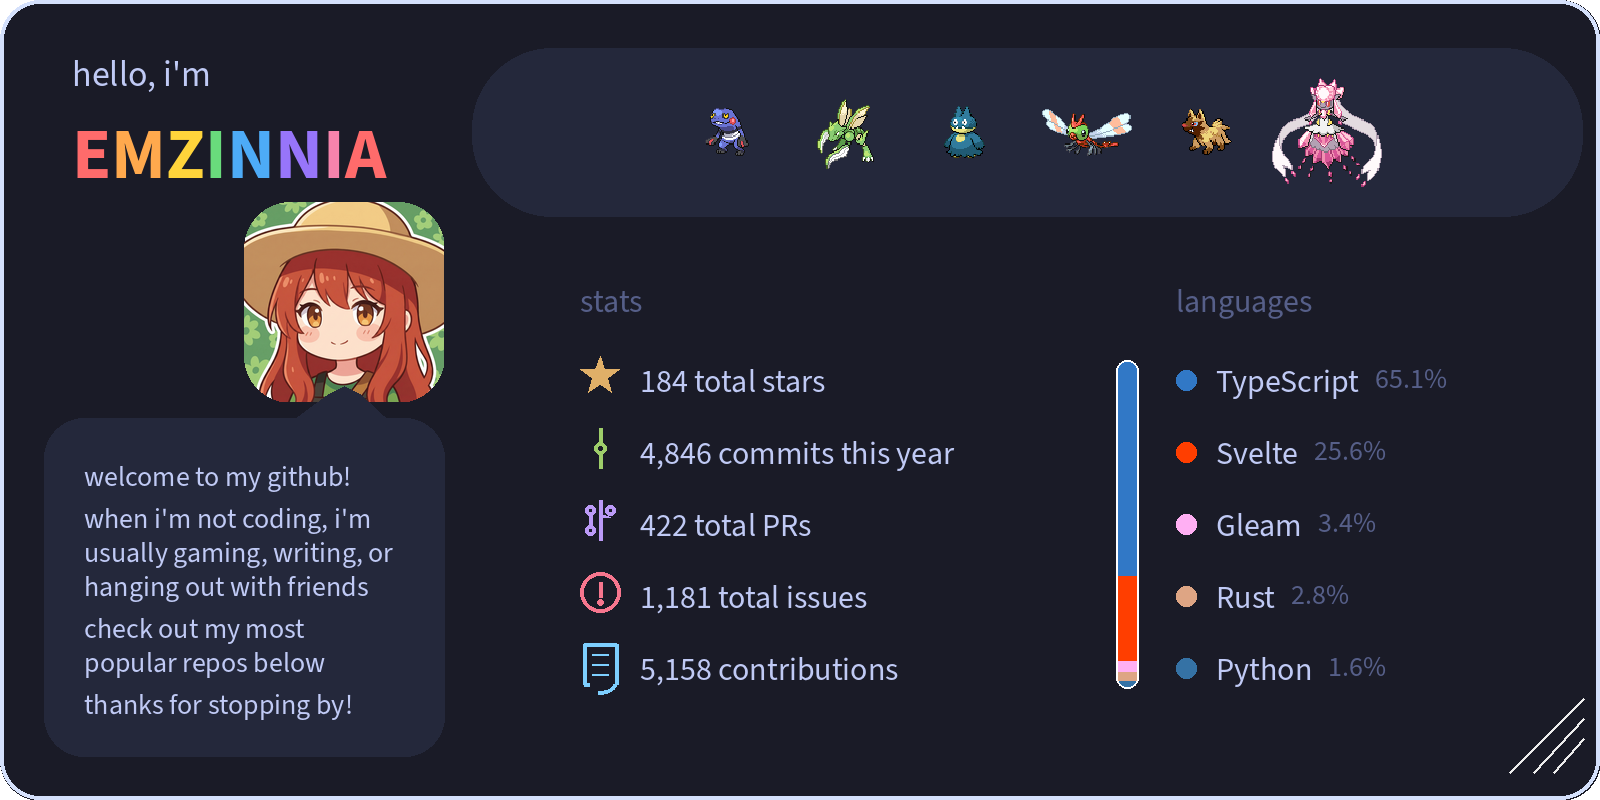 hello, i'm
EMZINNIA
welcome to my github!
when i'm not coding, i'm
usually gaming, writing, or
hanging out with friends
check out my most
popular repos below
thanks for stopping by!
stats
184 total stars
4,846 commits this year
422 total PRs
1,181 total issues
5,158 contributions
languages
TypeScript 65.1%
Svelte 25.6%
Gleam 3.4%
Rust 2.8%
Python 1.6%